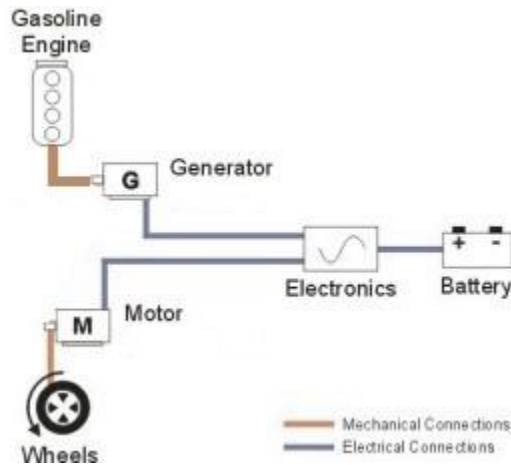 Gasoline
Engine
G
Generator
+ -
Electronics
Battery
M
Motor
Wheels
Mechanical Connections
Electrical Connections